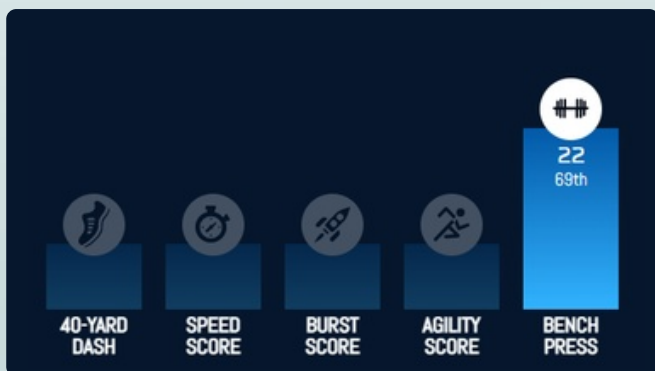 22
69th
40-YARD
DASH
SPEED
SCORE
BURST
SCORE
AGILITY
SCORE
BENCH
PRESS